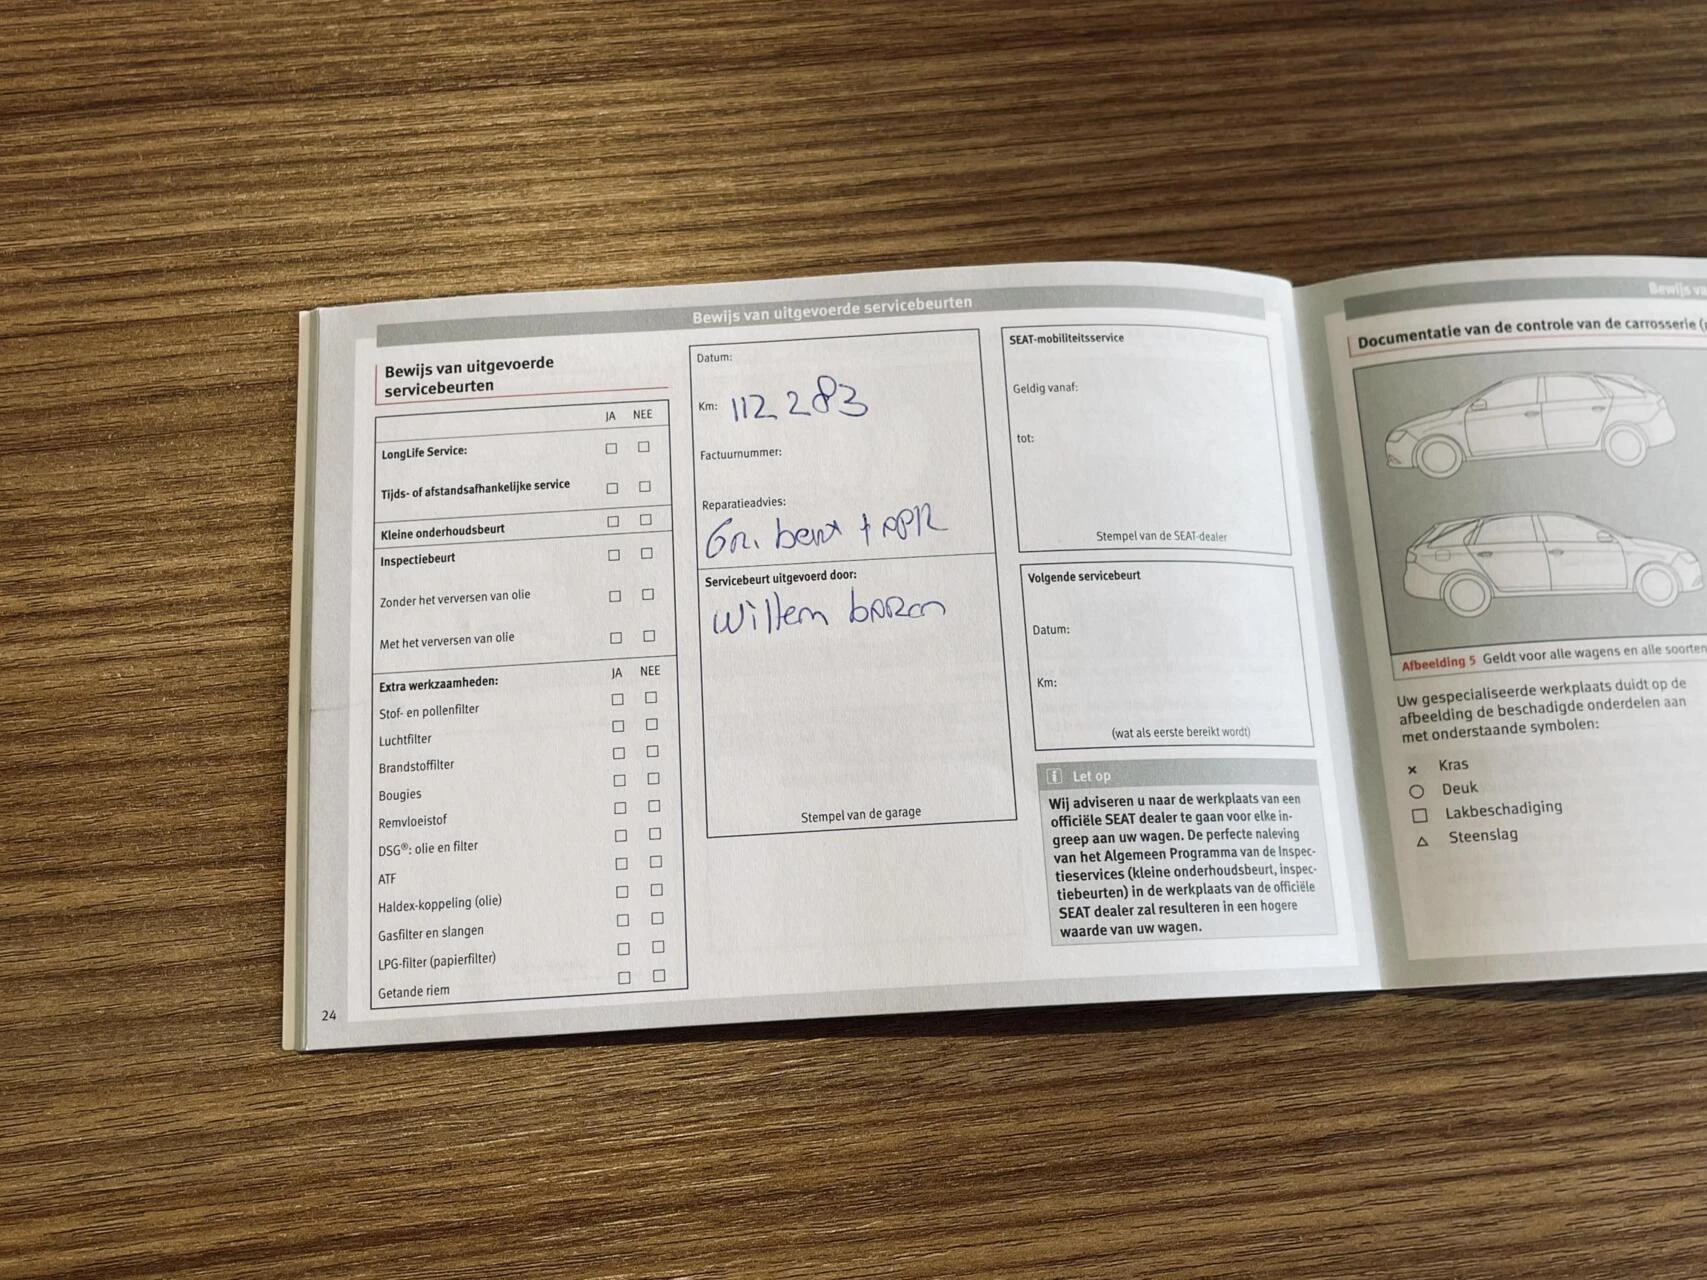 Bewijs van uitgevoerde servicebeurten
Bewijs van uitgevoerde
servicebeurten
JA NEE
LongLife Service:
Tijds- of afstandsafhankelijke service
Kleine onderhoudsbeurt
Inspectiebeurt
Zonder het verversen van olie
Met het verversen van olie
Extra werkzaamheden: JA NEE
Stof- en pollenfilter
Luchtfilter
Brandstoffilter
Bougies
Remvloeistof
DSG®: olie en filter
ATF
Haldex-koppeling (olie)
Gasfilter en slangen
LPG-filter (papierfilter)
Getande riem
24
Datum:
Km: 112 283
Factuurnummer:
Reparatieadvies:
Gr. beurt + APK
Servicebeurt uitgevoerd door:
Willem
Stempel van de garage
SEAT-mobiliteitsservice
Geldig vanaf:
tot:
Stempel van de SEAT-dealer
Volgende servicebeurt
Datum:
Km:
(wat als eerste bereikt wordt)
i Let op
Wij adviseren u naar de werkplaats van een
officiële SEAT dealer te gaan voor elke in-
greep aan uw wagen. De perfecte naleving
van het Algemeen Programma van de Inspec-
tieservices (kleine onderhoudsbeurt, inspec-
tiebeurten) in de werkplaats van de officiële
SEAT dealer zal resulteren in een hogere
waarde van uw wagen.
Bewijs va
Documentatie van de controle van de carrosserie (
Afbeelding 5 Geldt voor alle wagens en alle soorten
Uw gespecialiseerde werkplaats duidt op de
afbeelding de beschadigde onderdelen aan
met onderstaande symbolen:
Kras
Deuk
Lakbeschadiging
Steenslag